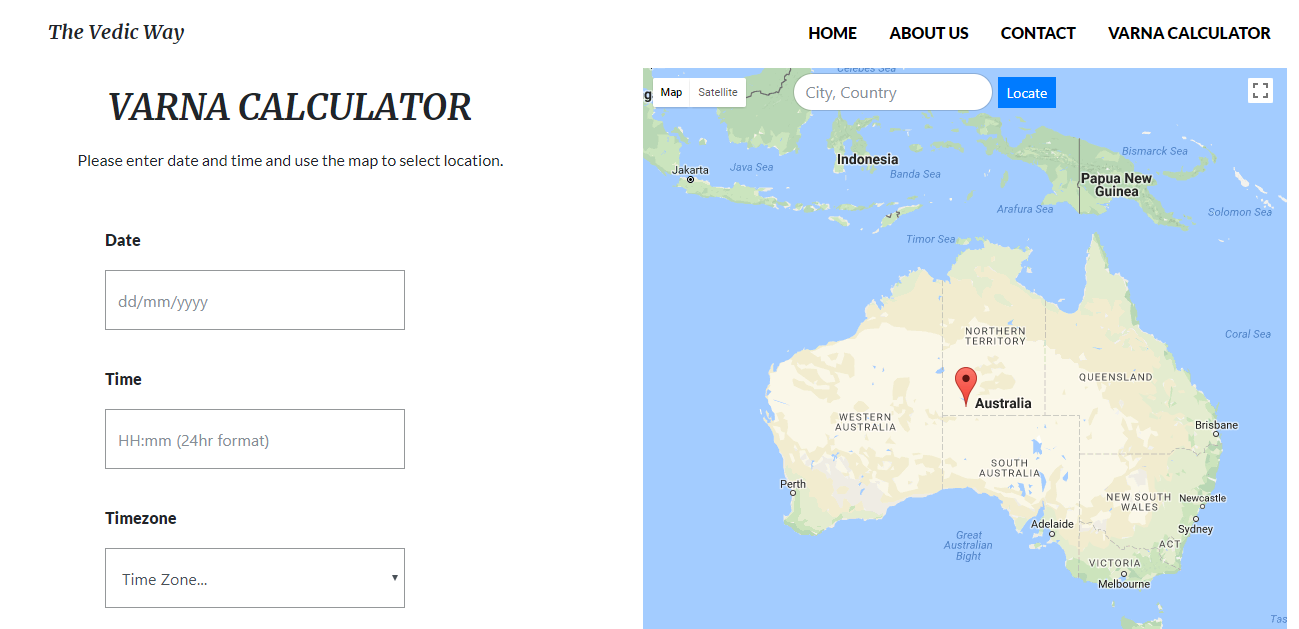 The Vedic Way
HOME ABOUT US CONTACT VARNA CALCULATOR
VARNA CALCULATOR
Please enter date and time and use the map to select location.
Date
dd/mm/yyyy
Time
HH:mm (24hr format)
Timezone
Time Zone...
Map Satellite
City, Country
Locate
Celebes Sea
Indonesia
Jakarta
Java Sea
Banda Sea
Bismarck Sea
Papua New
Guinea
Arafura Sea
Solomon Sea
Timor Sea
Coral Sea
NORTHERN
TERRITORY
QUEENSLAND
Australia
WESTERN
AUSTRALIA
Brisbane
SOUTH
AUSTRALIA
Perth
NEW SOUTH
WALES
Newcastle
Adelaide
Sydney
Great
Australian
Bight
ACT
VICTORIA
Melbourne